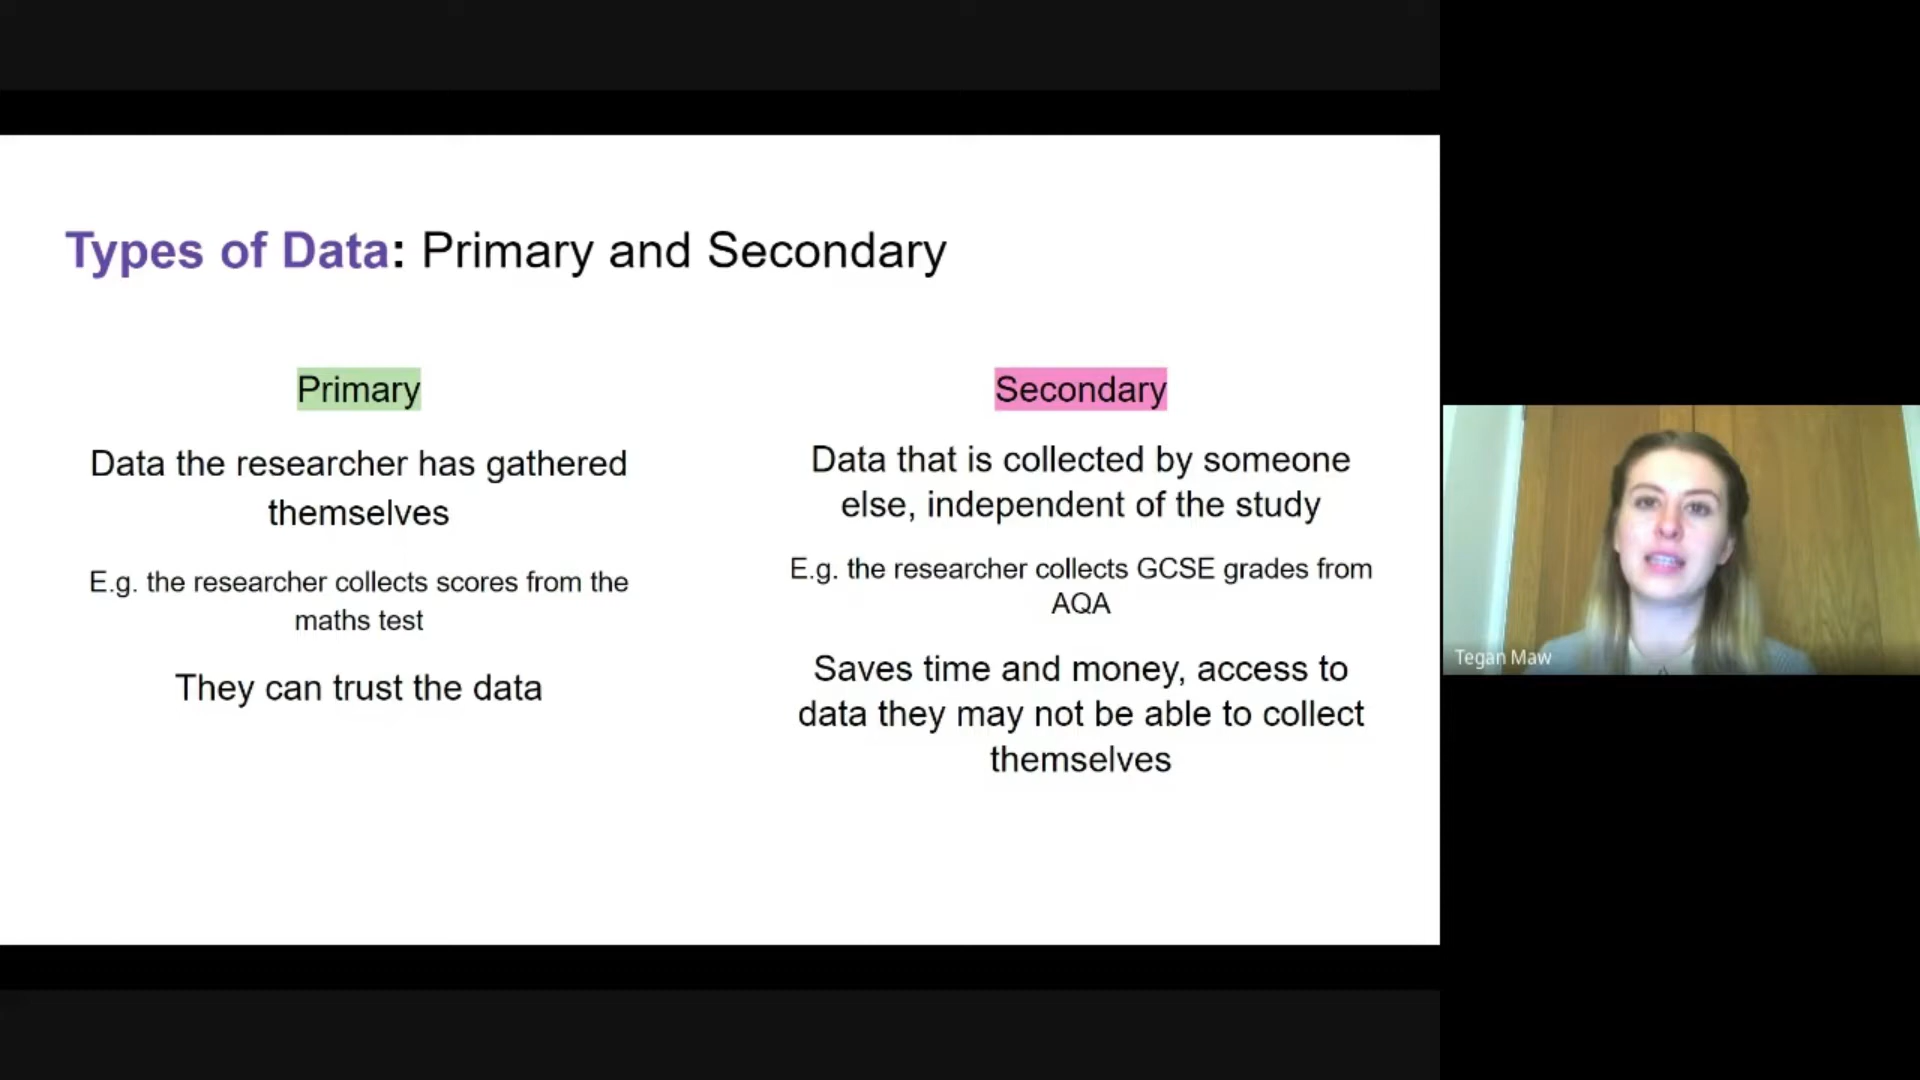 Types of Data: Primary and Secondary
Primary
Data the researcher has gathered
themselves
E.g. the researcher collects scores from the
maths test
They can trust the data
Secondary
Data that is collected by someone
else, independent of the study
E.g. the researcher collects GCSE grades from
AQA
Saves time and money, access to
data they may not be able to collect
themselves
Tegan Maw